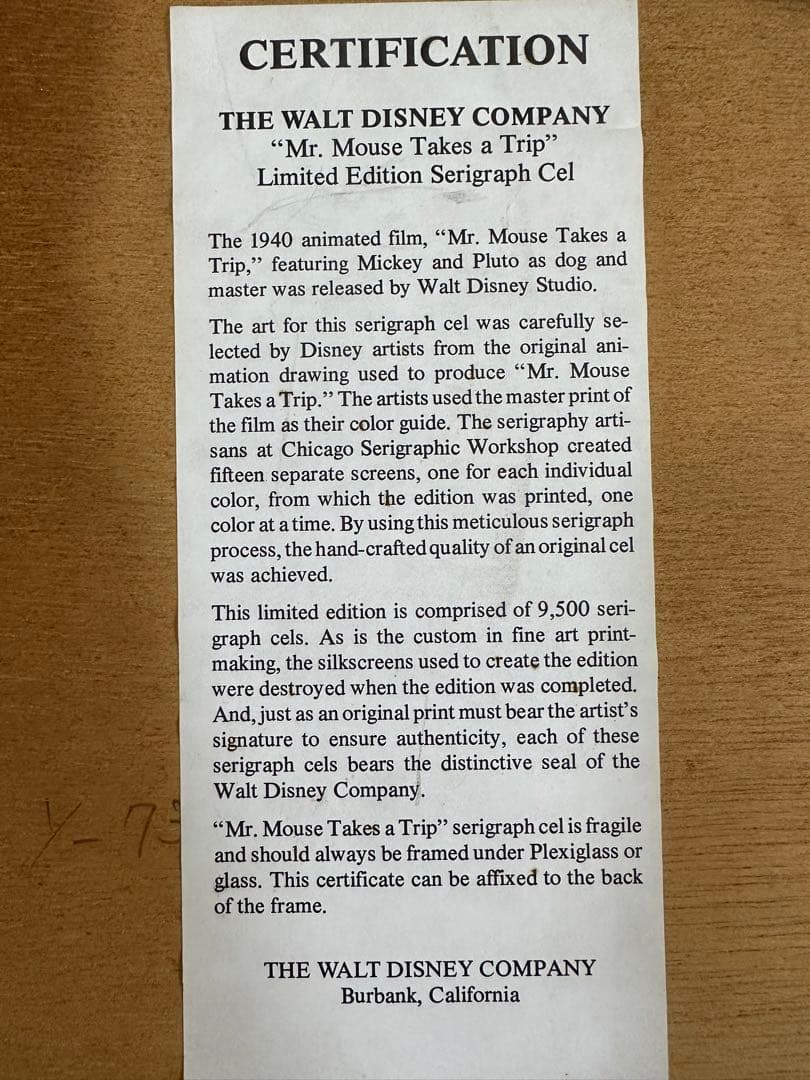 CERTIFICATION
THE WALT DISNEY COMPANY
“Mr. Mouse Takes a Trip”
Limited Edition Serigraph Cel
The 1940 animated film, “Mr. Mouse Takes a
Trip,” featuring Mickey and Pluto as dog and
master was released by Walt Disney Studio.
The art for this serigraph cel was carefully se-
lected by Disney artists from the original ani-
mation drawing used to produce “Mr. Mouse
Takes a Trip.” The artists used the master print of
the film as their color guide. The serigraphy arti-
sans at Chicago Serigraphic Workshop created
fifteen separate screens, one for each individual
color, from which the edition was printed, one
color at a time. By using this meticulous serigraph
process, the hand-crafted quality of an original cel
was achieved.
This limited edition is comprised of 9,500 seri-
graph cels. As is the custom in fine art print-
making, the silkscreens used to create the edition
were destroyed when the edition was completed.
And, just as an original print must bear the artist’s
signature to ensure authenticity, each of these
serigraph cels bears the distinctive seal of the
Walt Disney Company.
“Mr. Mouse Takes a Trip” serigraph cel is fragile
and should always be framed under Plexiglass or
glass. This certificate can be affixed to the back
of the frame.
THE WALT DISNEY COMPANY
Burbank, California